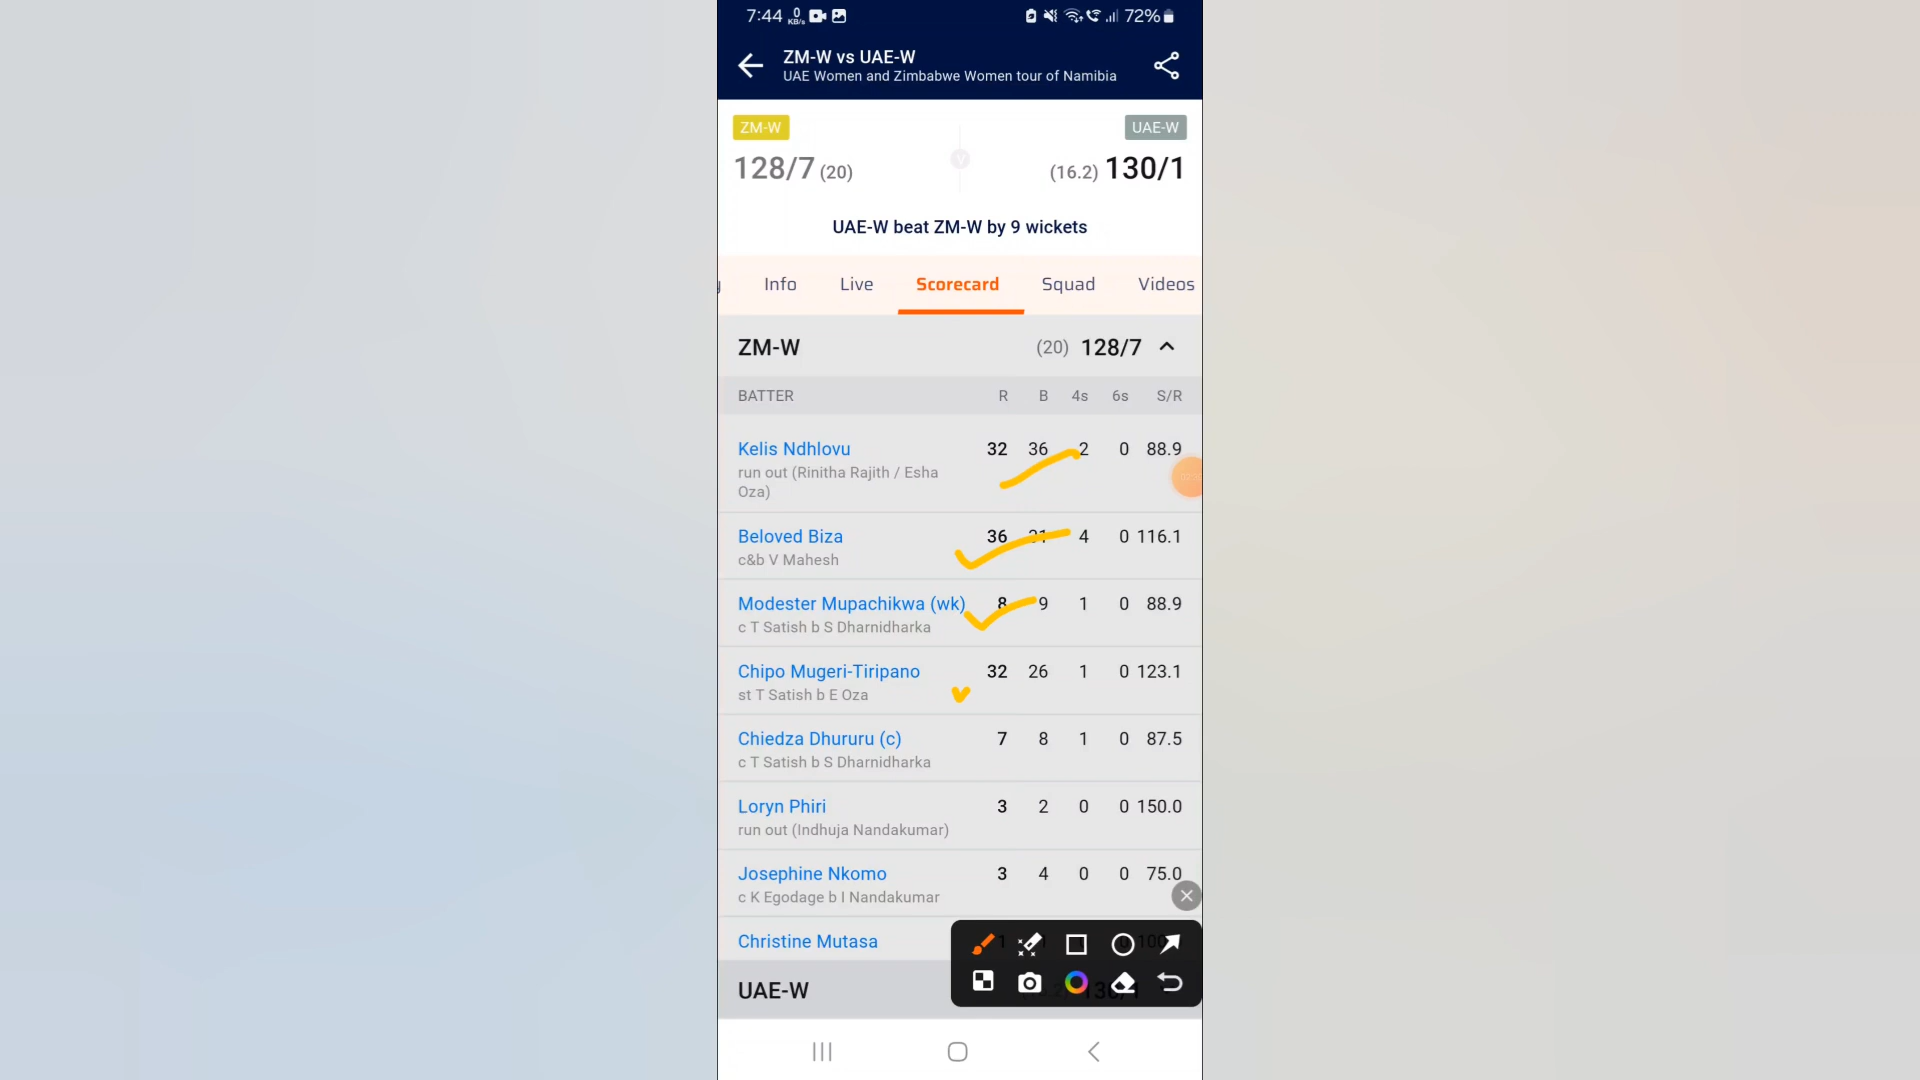 7:44 0 KB/s 72%
ZM-W vs UAE-W
UAE Women and Zimbabwe Women tour of Namibia
ZM-W UAE-W
128/7 (20) V (16.2) 130/1
UAE-W beat ZM-W by 9 wickets
Info Live Scorecard Squad Videos
ZM-W (20) 128/7
BATTER R B 4s 6s S/R
Kelis Ndhlovu 32 36 2 0 88.9
run out (Rinitha Rajith / Esha
Oza)
Beloved Biza 36 31 4 0 116.1
c&b V Mahesh
Modester Mupachikwa (wk) 8 9 1 0 88.9
c T Satish b S Dharnidharka
Chipo Mugeri-Tiripano 32 26 1 0 123.1
st T Satish b E Oza
Chiedza Dhururu (c) 7 8 1 0 87.5
c T Satish b S Dharnidharka
Loryn Phiri 3 2 0 0 150.0
run out (Indhuja Nandakumar)
Josephine Nkomo 3 4 0 0 75.0
c K Egodage b I Nandakumar
Christine Mutasa 1
UAE-W